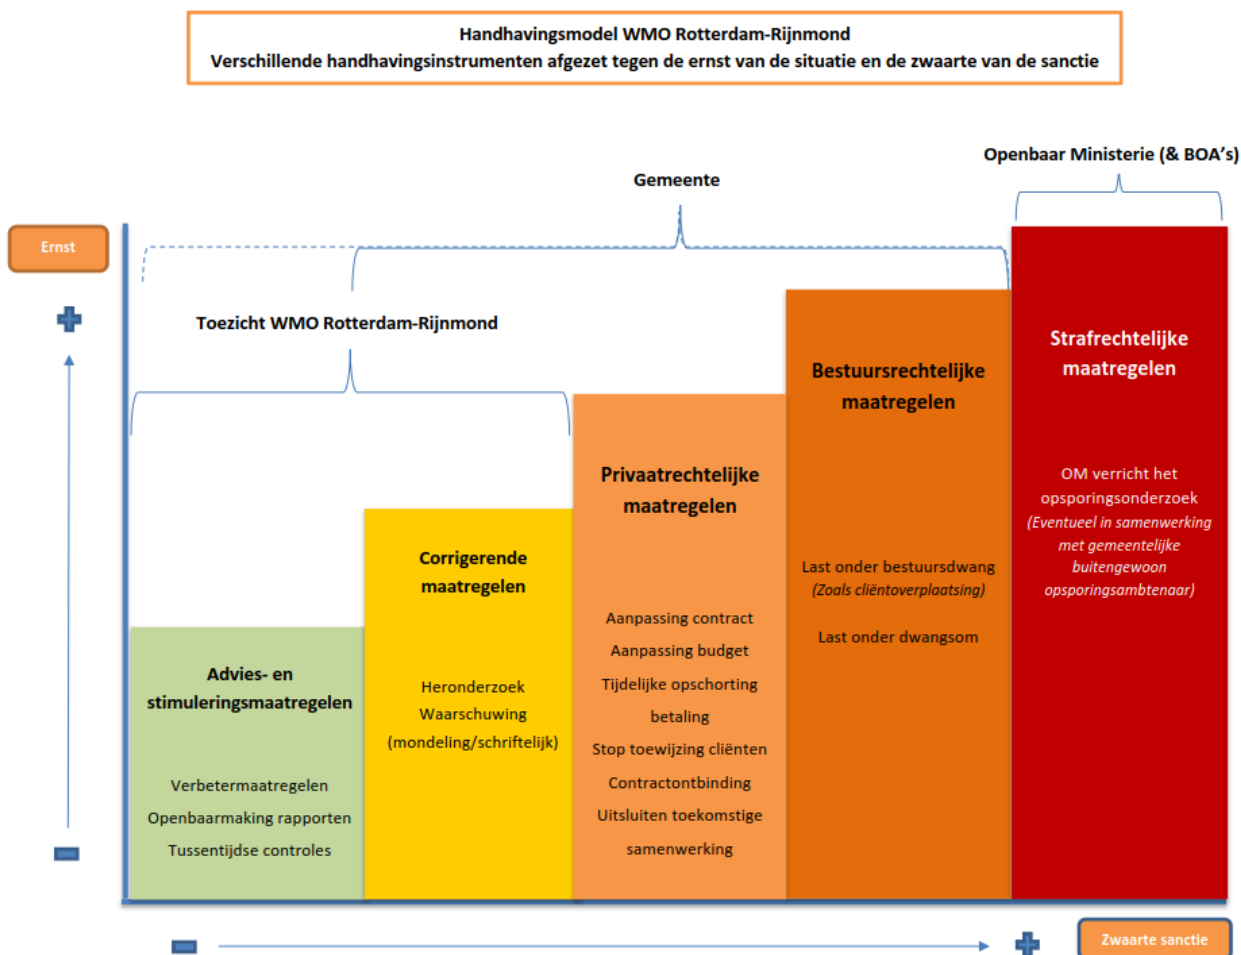 Handhavingsmodel WMO Rotterdam-Rijnmond
Verschillende handhavingsinstrumenten afgezet tegen de ernst van de situatie en de zwaarte van de sanctie
Openbaar Ministerie (& BOA's)
Gemeente
Ernst
Toezicht WMO Rotterdam-Rijnmond
Advies- en
stimuleringsmaatregelen
Verbetermaatregelen
Openbaarmaking rapporten
Tussentijdse controles
Corrigerende
maatregelen
Heronderzoek
Waarschuwing
(mondeling/schriftelijk)
Privaatrechtelijke
maatregelen
Aanpassing contract
Aanpassing budget
Tijdelijke opschorting
betaling
Stop toewijzing cliënten
Contractontbinding
Uitsluiten toekomstige
samenwerking
Bestuursrechtelijke
maatregelen
Last onder bestuursdwang
(Zoals cliëntoverplaatsing)
Last onder dwangsom
Strafrechtelijke
maatregelen
OM verricht het
opsporingsonderzoek
(Eventueel in samenwerking
met gemeentelijke
buitengewoon
opsporingsambtenaar)
Zwaarte sanctie